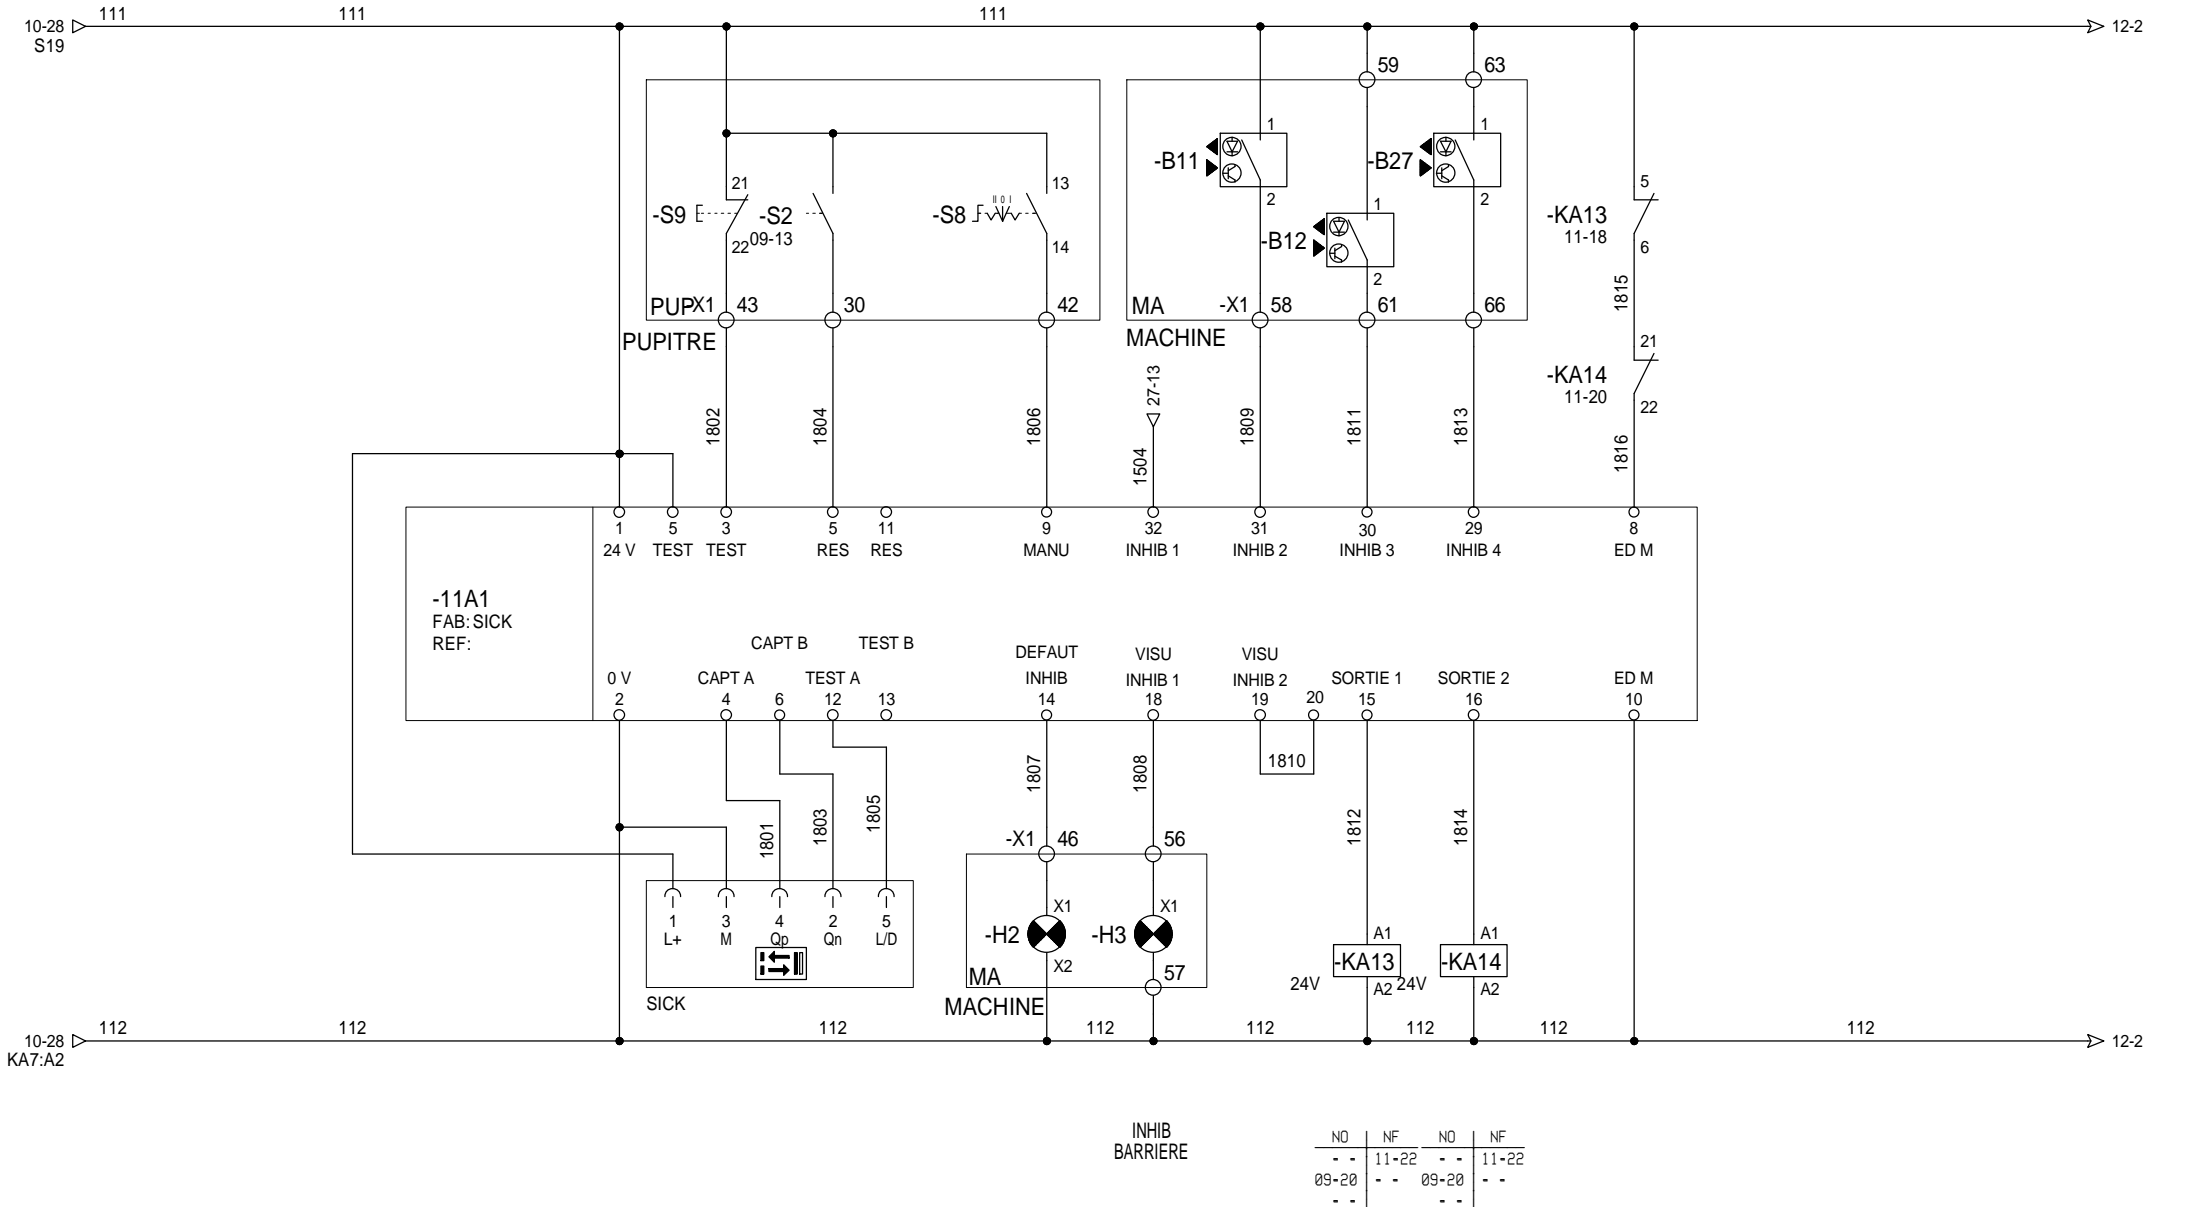 111 111 111
10-28 12-2
S19
59 63
1 1
-B11 -B27
21 13 5
-S9 -S2 -S8 II 0 I 2 1 2 -KA13
09-13 11-18
22 14 -B12 6
2
PUP X1 43 30 42 MA -X1 58 61 66 1815
PUPITRE MACHINE
21
27-13 -KA14
11-20
22
1802 1804 1806 1504 1809 1811 1813 1816
1 5 3 5 11 9 32 31 30 29 8
24 V TEST TEST RES RES MANU INHIB 1 INHIB 2 INHIB 3 INHIB 4 ED M
-11A1
FAB: SICK
REF:
CAPT B TEST B DEFAUT VISU VISU
0 V CAPT A TEST A INHIB INHIB 1 INHIB 2 SORTIE 1 SORTIE 2 ED M
2 4 6 12 13 14 18 19 20 15 16 10
1807 1808 1810
1801 1803 1805 1812 1814
-X1 46 56
1 3 4 2 5 X1 X1
L+ M Qp Qn L/D -H2 -H3 A1 A1
X2 -KA13 -KA14
MA 57 24V A2 24V A2
SICK MACHINE
112 112 112 112 112 112 112 112
10-28 12-2
KA7:A2
INHIB
BARRIERE
NO NF NO NF
- - 11-22 - - 11-22
09-20 - - 09-20 - -
- - - -